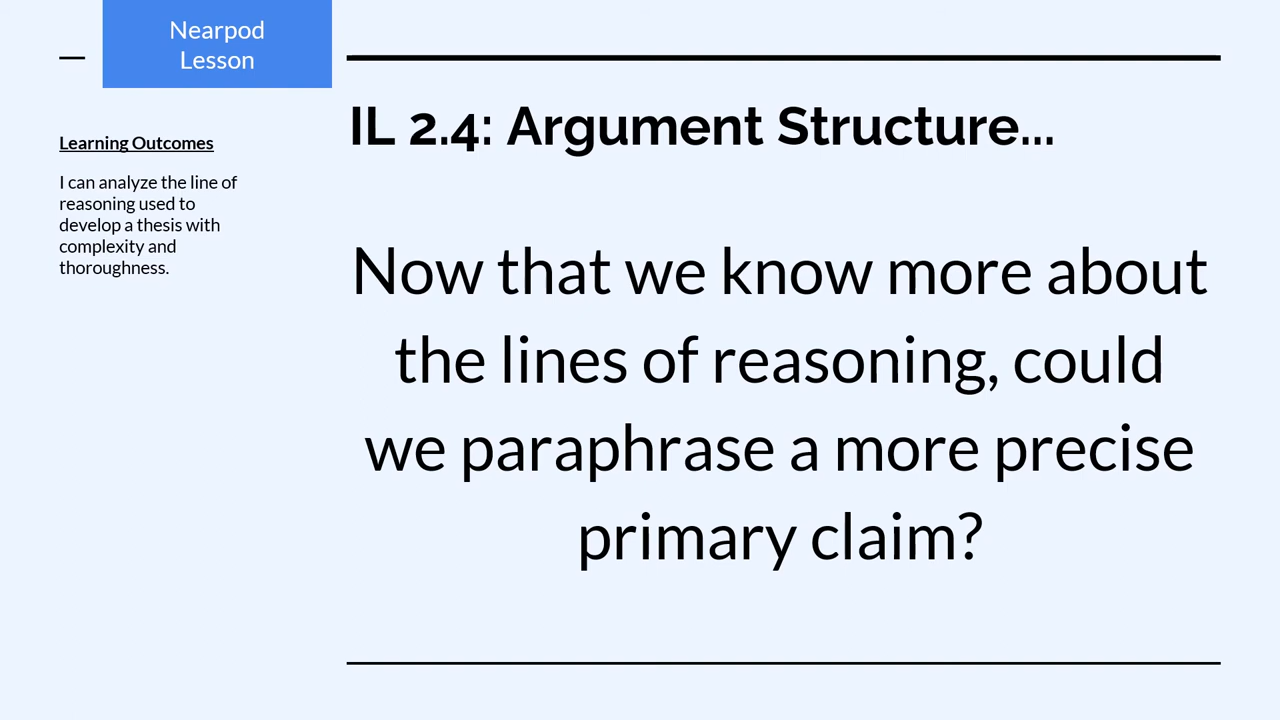 Nearpod
Lesson
IL 2.4: Argument Structure...
Learning Outcomes
I can analyze the line of
reasoning used to
develop a thesis with
complexity and
thoroughness.
Now that we know more about
the lines of reasoning, could
we paraphrase a more precise
primary claim?